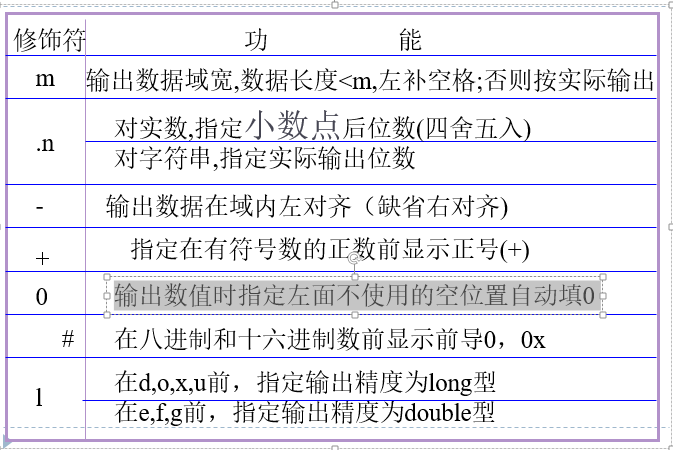 修饰符 功 能
m 输出数据域宽,数据长度<m,左补空格;否则按实际输出
.n 对实数,指定小数点后位数(四舍五入)
对字符串,指定实际输出位数
- 输出数据在域内左对齐（缺省右对齐)
+ 指定在有符号数的正数前显示正号(+)
0 输出数值时指定左面不使用的空位置自动填0
# 在八进制和十六进制数前显示前导0，0x
l 在d,o,x,u前，指定输出精度为long型
在e,f,g前，指定输出精度为double型